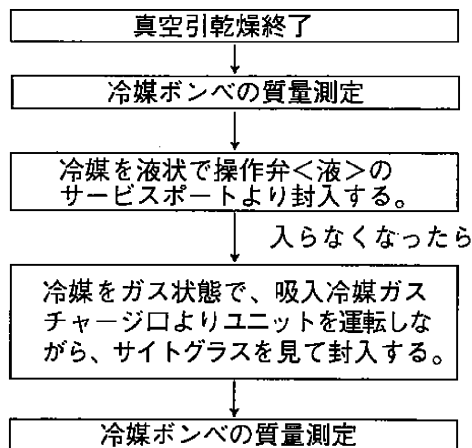 真空引乾燥終了
冷媒ボンベの質量測定
冷媒を液状で操作弁<液>の
サービスポートより封入する。
入らなくなったら
冷媒をガス状態で、吸入冷媒ガス
チャージ口よりユニットを運転しな
がら、サイトグラスを見て封入する。
冷媒ボンベの質量測定